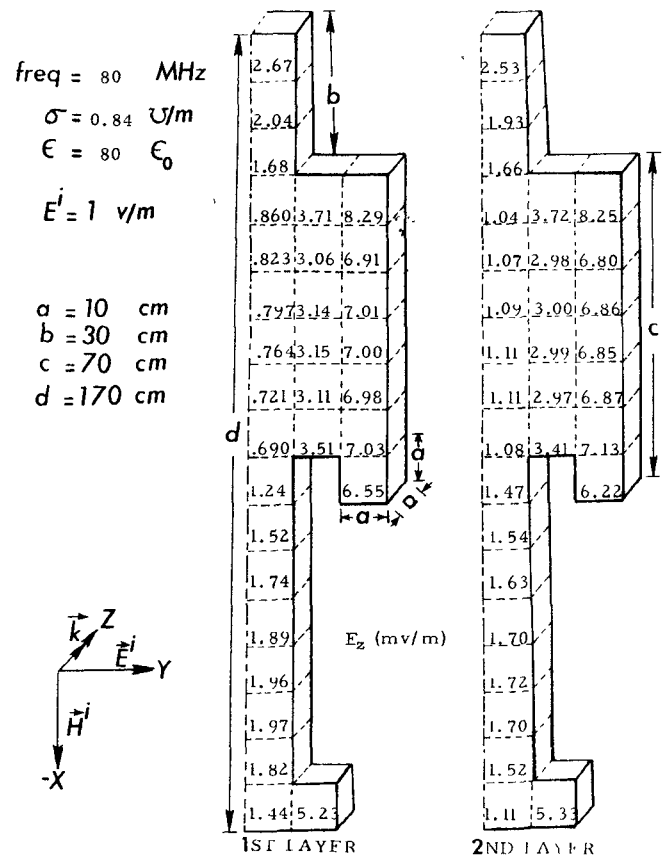 freq = 80 MHz
σ = 0.84 ℧/m
ϵ = 80 ϵ₀
Eⁱ = 1 v/m
a = 10 cm
b = 30 cm
c = 70 cm
d = 170 cm
b
d
2.67
2.04
1.68
.860 3.71 8.29
.823 3.06 6.91
.797 3.14 7.01
.764 3.15 7.00
.721 3.11 6.98
.690 3.51 7.03
1.24 6.55
1.52
1.74
1.89
1.96
1.97
1.82
1.44 5.23
a
a
a
1ST LAYER
E_z (mv/m)
2.53
1.93
1.66
1.04 3.72 8.25
1.07 2.98 6.80
1.09 3.00 6.86
1.11 2.99 6.85
1.11 2.97 6.87
1.08 3.41 7.13
1.47 6.22
1.54
1.63
1.70
1.72
1.70
1.52
1.11 5.33
c
2ND LAYER
k Z
Eⁱ Y
Hⁱ
-X